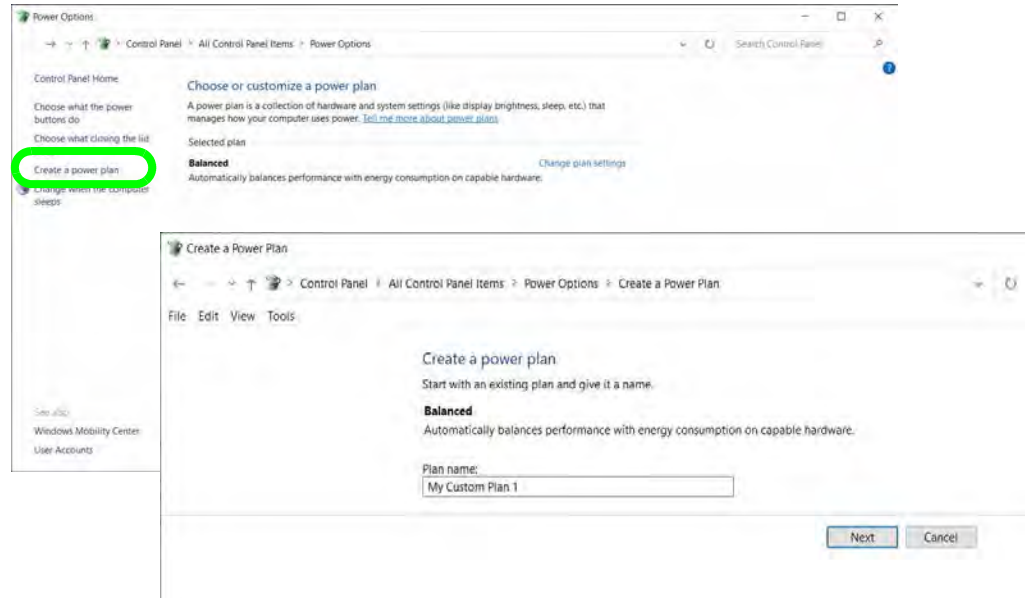 Power Options
Control Panel > All Control Panel Items > Power Options
Search Control Panel
Control Panel Home
Choose what the power
buttons do
Choose what closing the lid
Create a power plan
Change when the computer
sleeps
Choose or customize a power plan
A power plan is a collection of hardware and system settings (like display brightness, sleep, etc.) that
manages how your computer uses power. Tell me more about power plans
Selected plan
Balanced
Change plan settings
Automatically balances performance with energy consumption on capable hardware.
See also
Windows Mobility Center
User Accounts
Create a Power Plan
Control Panel > All Control Panel Items > Power Options > Create a Power Plan
File Edit View Tools
Create a power plan
Start with an existing plan and give it a name.
Balanced
Automatically balances performance with energy consumption on capable hardware.
Plan name:
My Custom Plan 1
Next Cancel